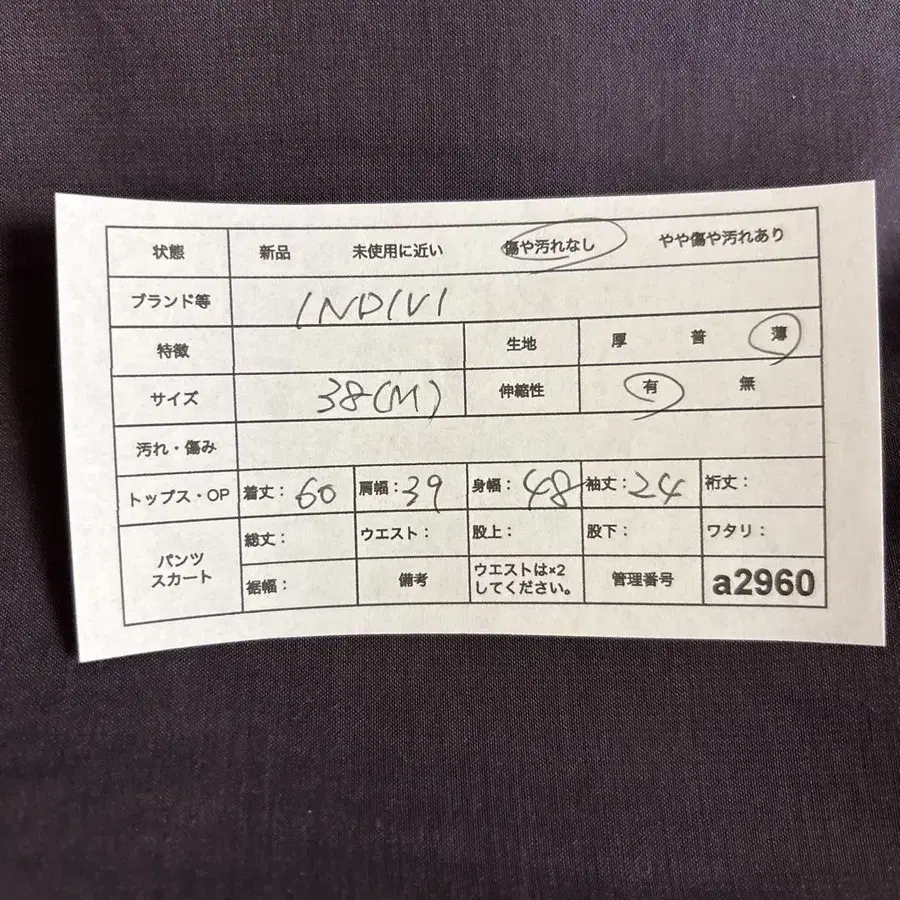 状態 新品 未使用に近い 傷や汚れなし やや傷や汚れあり
ブランド等 INDIVI
特徴 生地 厚 普 薄
サイズ 38(M) 伸縮性 有 無
汚れ・傷み
トップス・OP 着丈： 60 肩幅：39 身幅： 48 袖丈：24 裄丈：
パンツ
スカート
総丈： ウエスト： 股上： 股下： ワタリ：
裾幅： 備考 ウエストは×2
してください。 管理番号 a2960